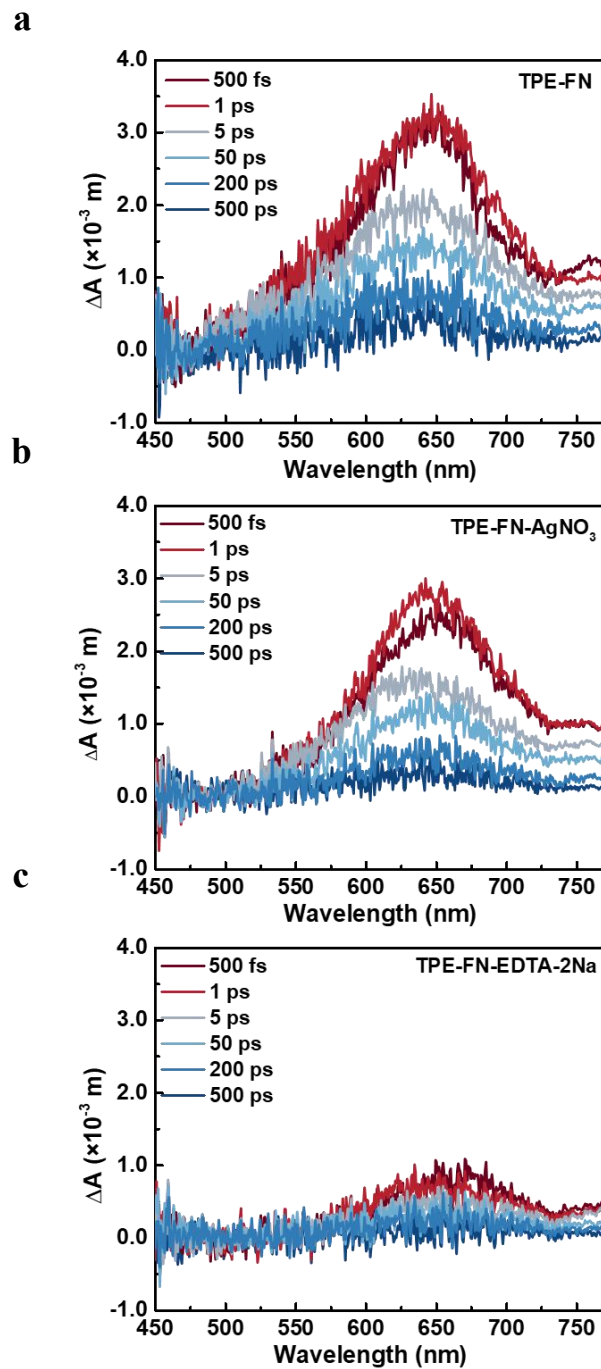 a
500 fs
1 ps
5 ps
50 ps
200 ps
500 ps
TPE-FN
4.0
3.0
2.0
1.0
0.0
-1.0
ΔA (×10⁻³ m)
450 500 550 600 650 700 750
Wavelength (nm)
b
500 fs
1 ps
5 ps
50 ps
200 ps
500 ps
TPE-FN-AgNO₃
4.0
3.0
2.0
1.0
0.0
-1.0
ΔA (×10⁻³ m)
450 500 550 600 650 700 750
Wavelength (nm)
c
500 fs
1 ps
5 ps
50 ps
200 ps
500 ps
TPE-FN-EDTA-2Na
4.0
3.0
2.0
1.0
0.0
-1.0
ΔA (×10⁻³ m)
450 500 550 600 650 700 750
Wavelength (nm)